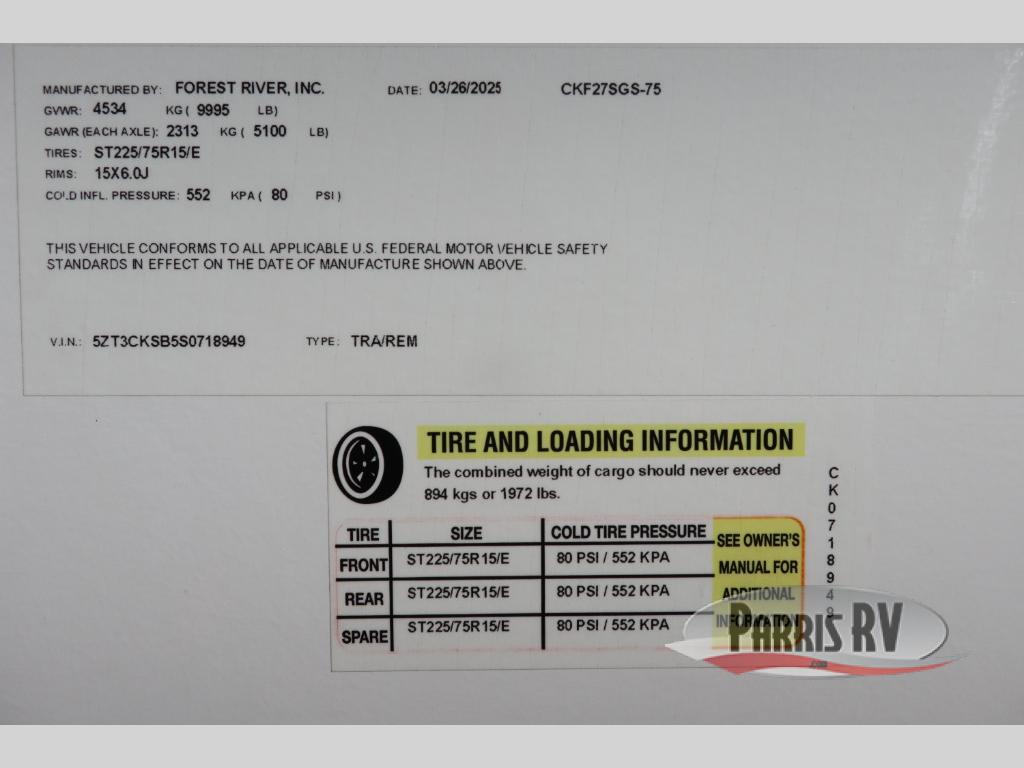 MANUFACTURED BY: FOREST RIVER, INC. DATE: 03/26/2025 CKF27SGS-75
GVWR: 4534 KG ( 9995 LB)
GAWR (EACH AXLE): 2313 KG ( 5100 LB)
TIRES: ST225/75R15/E
RIMS: 15X6.0J
COLD INFL. PRESSURE: 552 KPA ( 80 PSI )
THIS VEHICLE CONFORMS TO ALL APPLICABLE U.S. FEDERAL MOTOR VEHICLE SAFETY
STANDARDS IN EFFECT ON THE DATE OF MANUFACTURE SHOWN ABOVE.
V.I.N.: 5ZT3CKSB5S0718949 TYPE: TRA/REM
TIRE AND LOADING INFORMATION
The combined weight of cargo should never exceed
894 kgs or 1972 lbs.
TIRE SIZE COLD TIRE PRESSURE
FRONT ST225/75R15/E 80 PSI / 552 KPA
REAR ST225/75R15/E 80 PSI / 552 KPA
SPARE ST225/75R15/E 80 PSI / 552 KPA
SEE OWNER'S
MANUAL FOR
ADDITIONAL
INFORMATION
CK0718949
PARRIS RV
.com